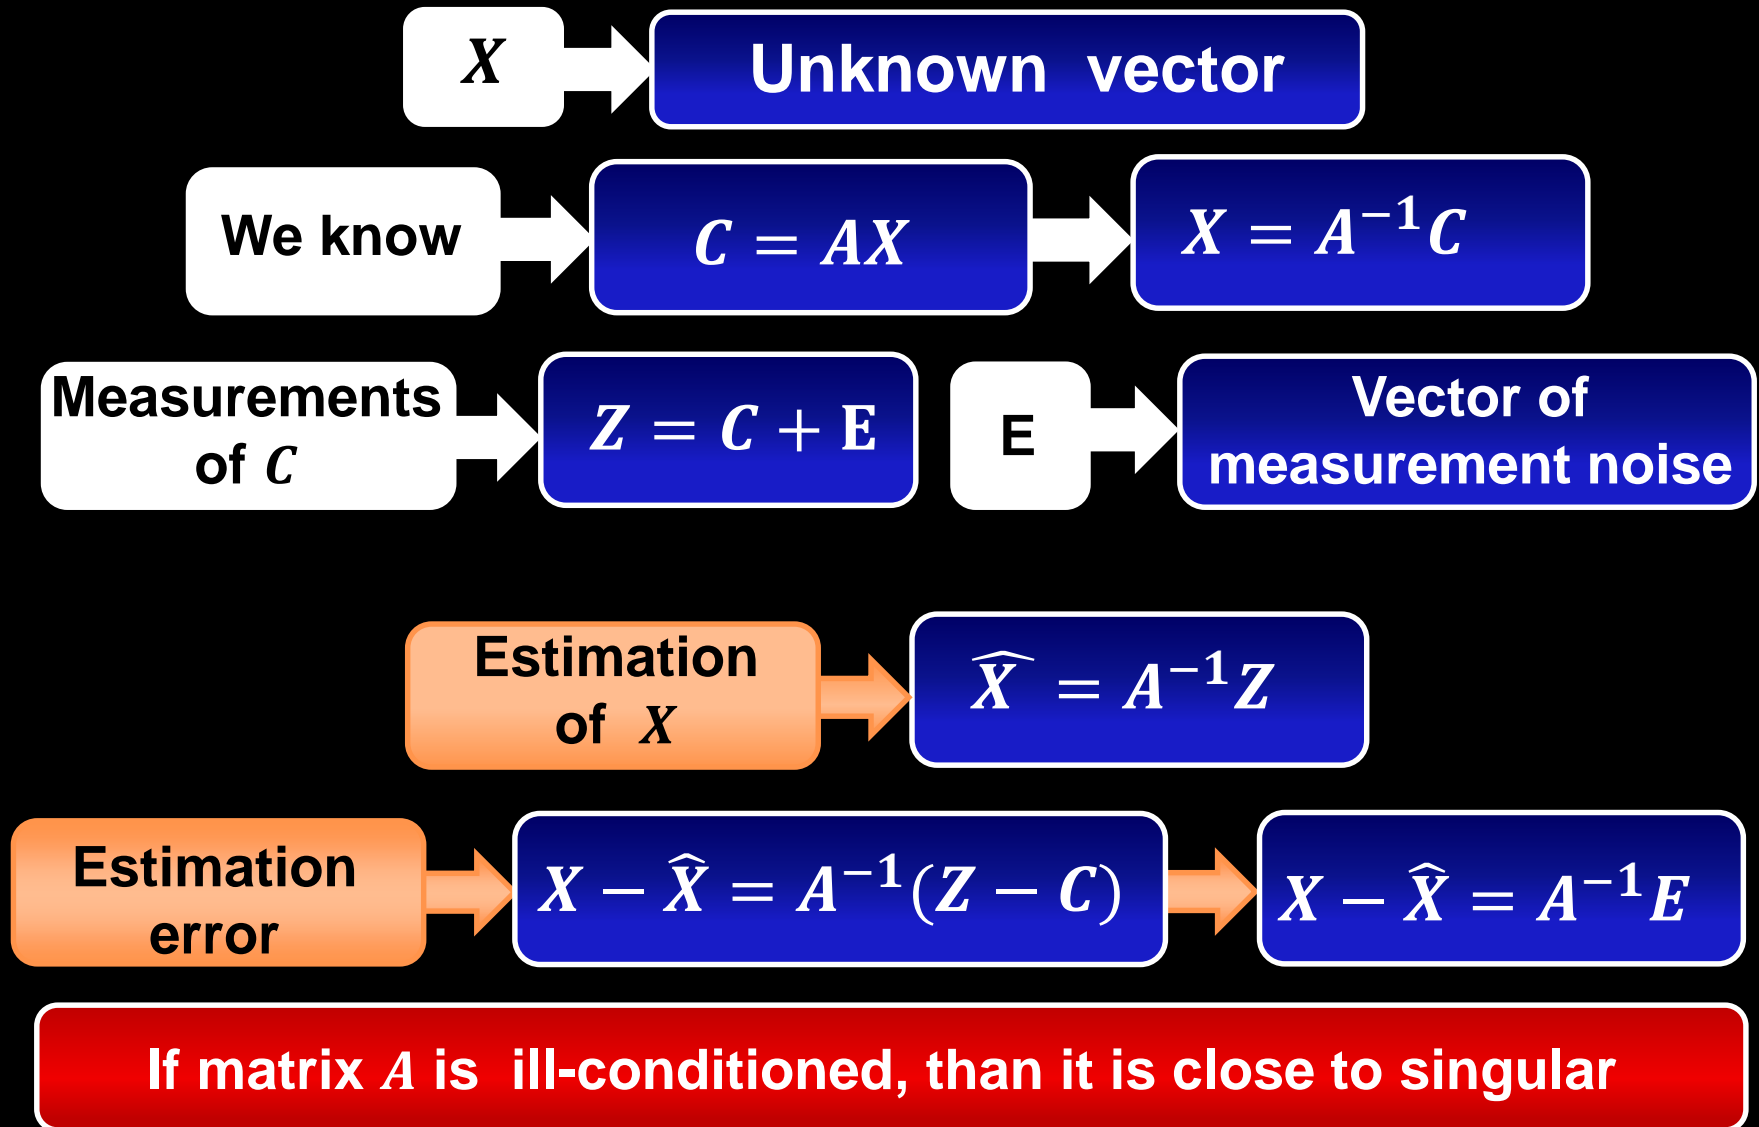 X
Unknown vector
We know
C = AX
X = A⁻¹C
Measurements
of C
Z = C + E
E
Vector of
measurement noise
Estimation
of X
X̂ = A⁻¹Z
Estimation
error
X − X̂ = A⁻¹(Z − C)
X − X̂ = A⁻¹E
If matrix A is ill-conditioned, than it is close to singular